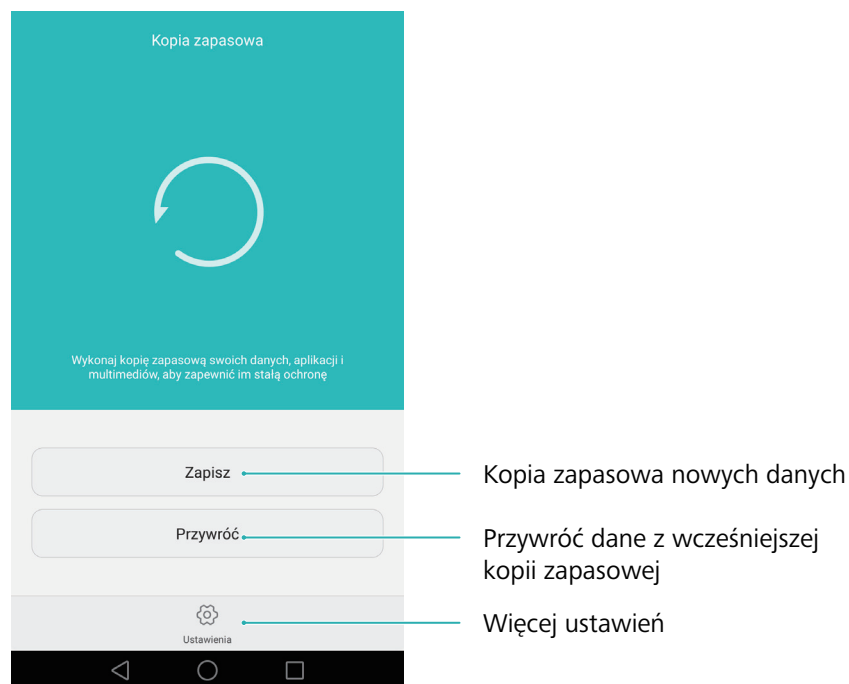 Kopia zapasowa
Wykonaj kopię zapasową swoich danych, aplikacji i
multimediów, aby zapewnić im stałą ochronę
Zapisz
Kopia zapasowa nowych danych
Przywróć
Przywróć dane z wcześniejszej
kopii zapasowej
Ustawienia
Więcej ustawień